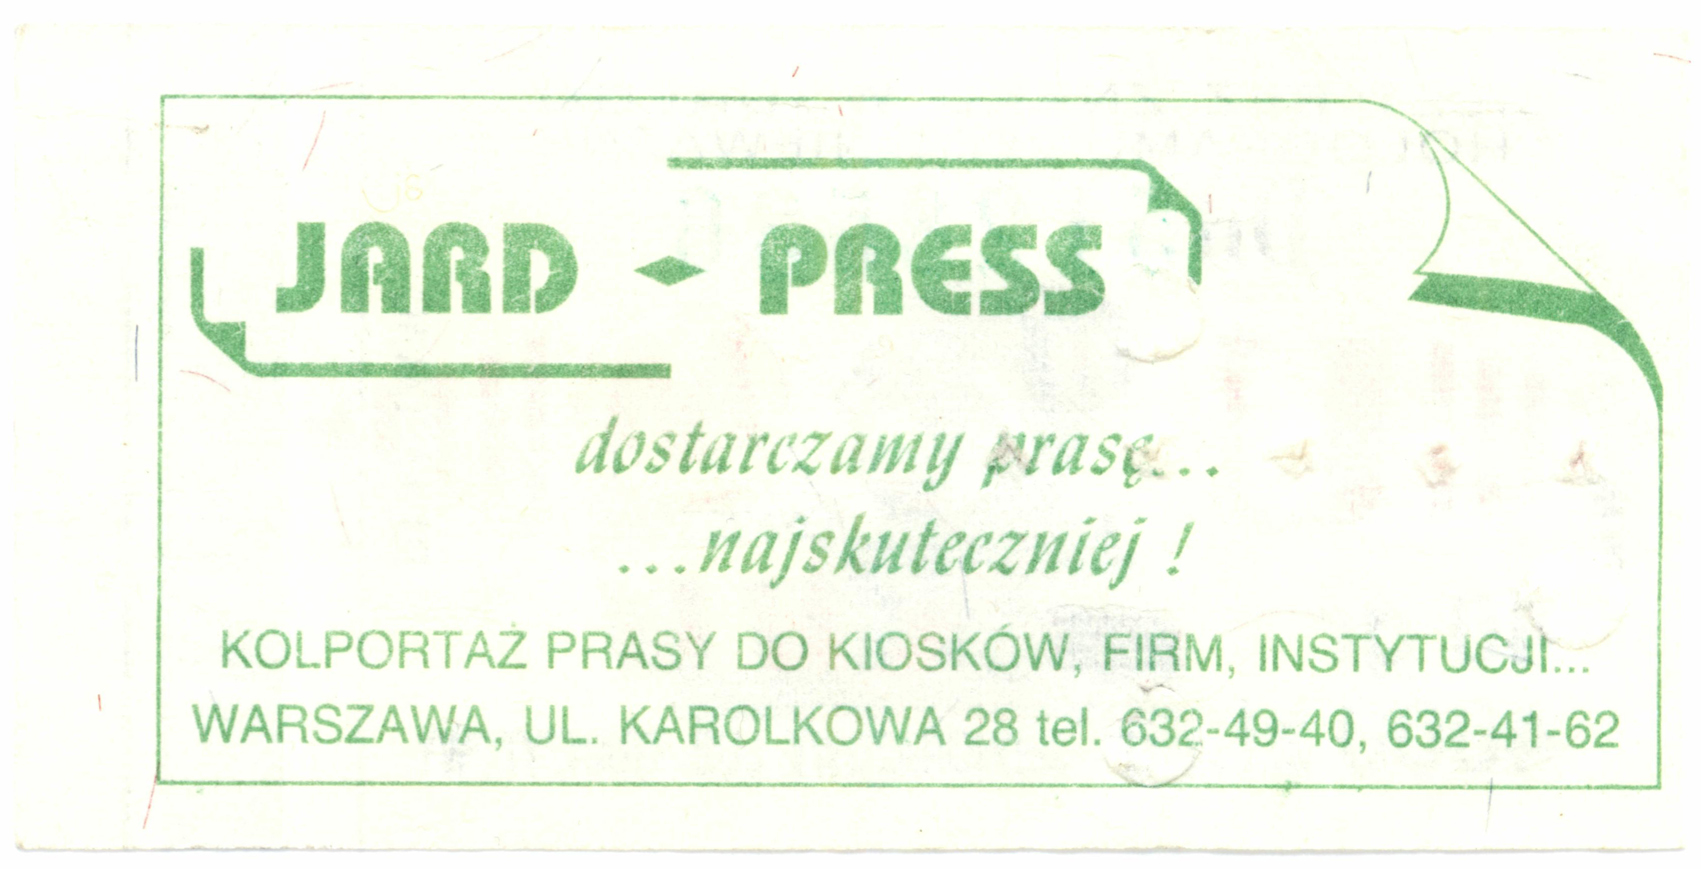 JARD PRESS
dostarczamy prasę...
...najskuteczniej !
KOLPORTAŻ PRASY DO KIOSKÓW, FIRM, INSTYTUCJI...
WARSZAWA, UL. KAROLKOWA 28 tel. 632-49-40, 632-41-62